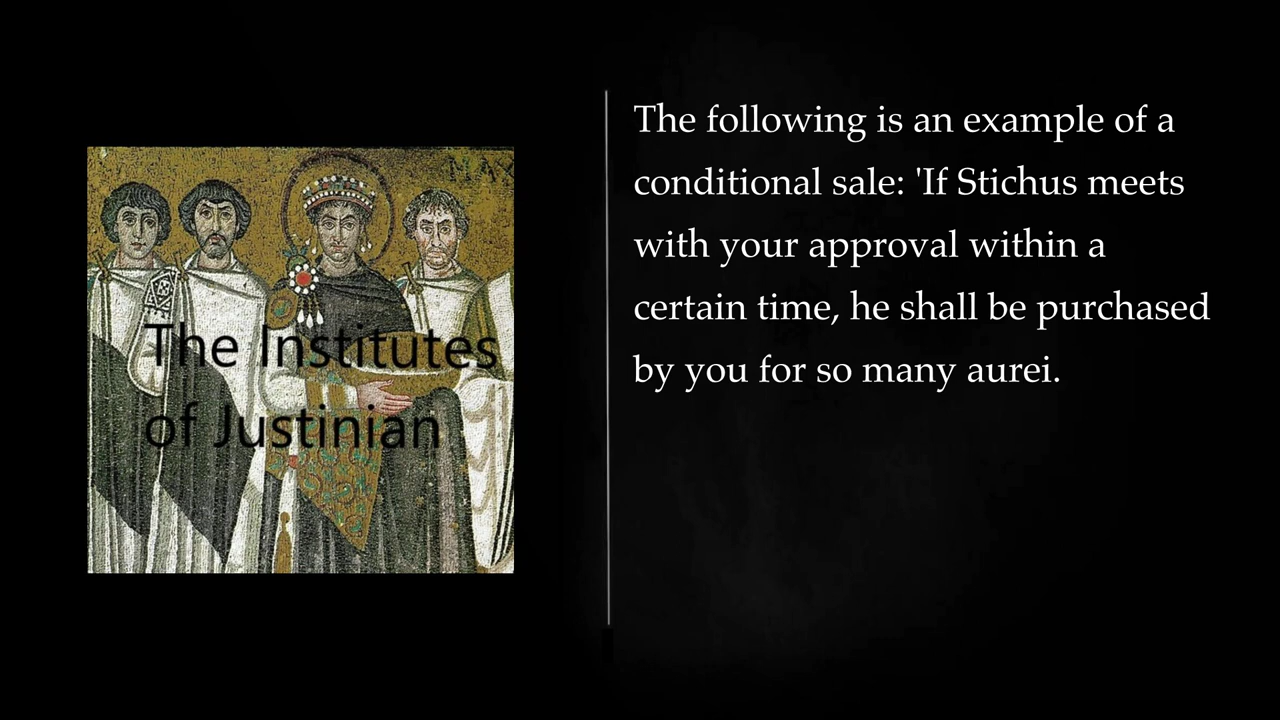 MAX
The Institutes
of Justinian
The following is an example of a
conditional sale: 'If Stichus meets
with your approval within a
certain time, he shall be purchased
by you for so many aurei.